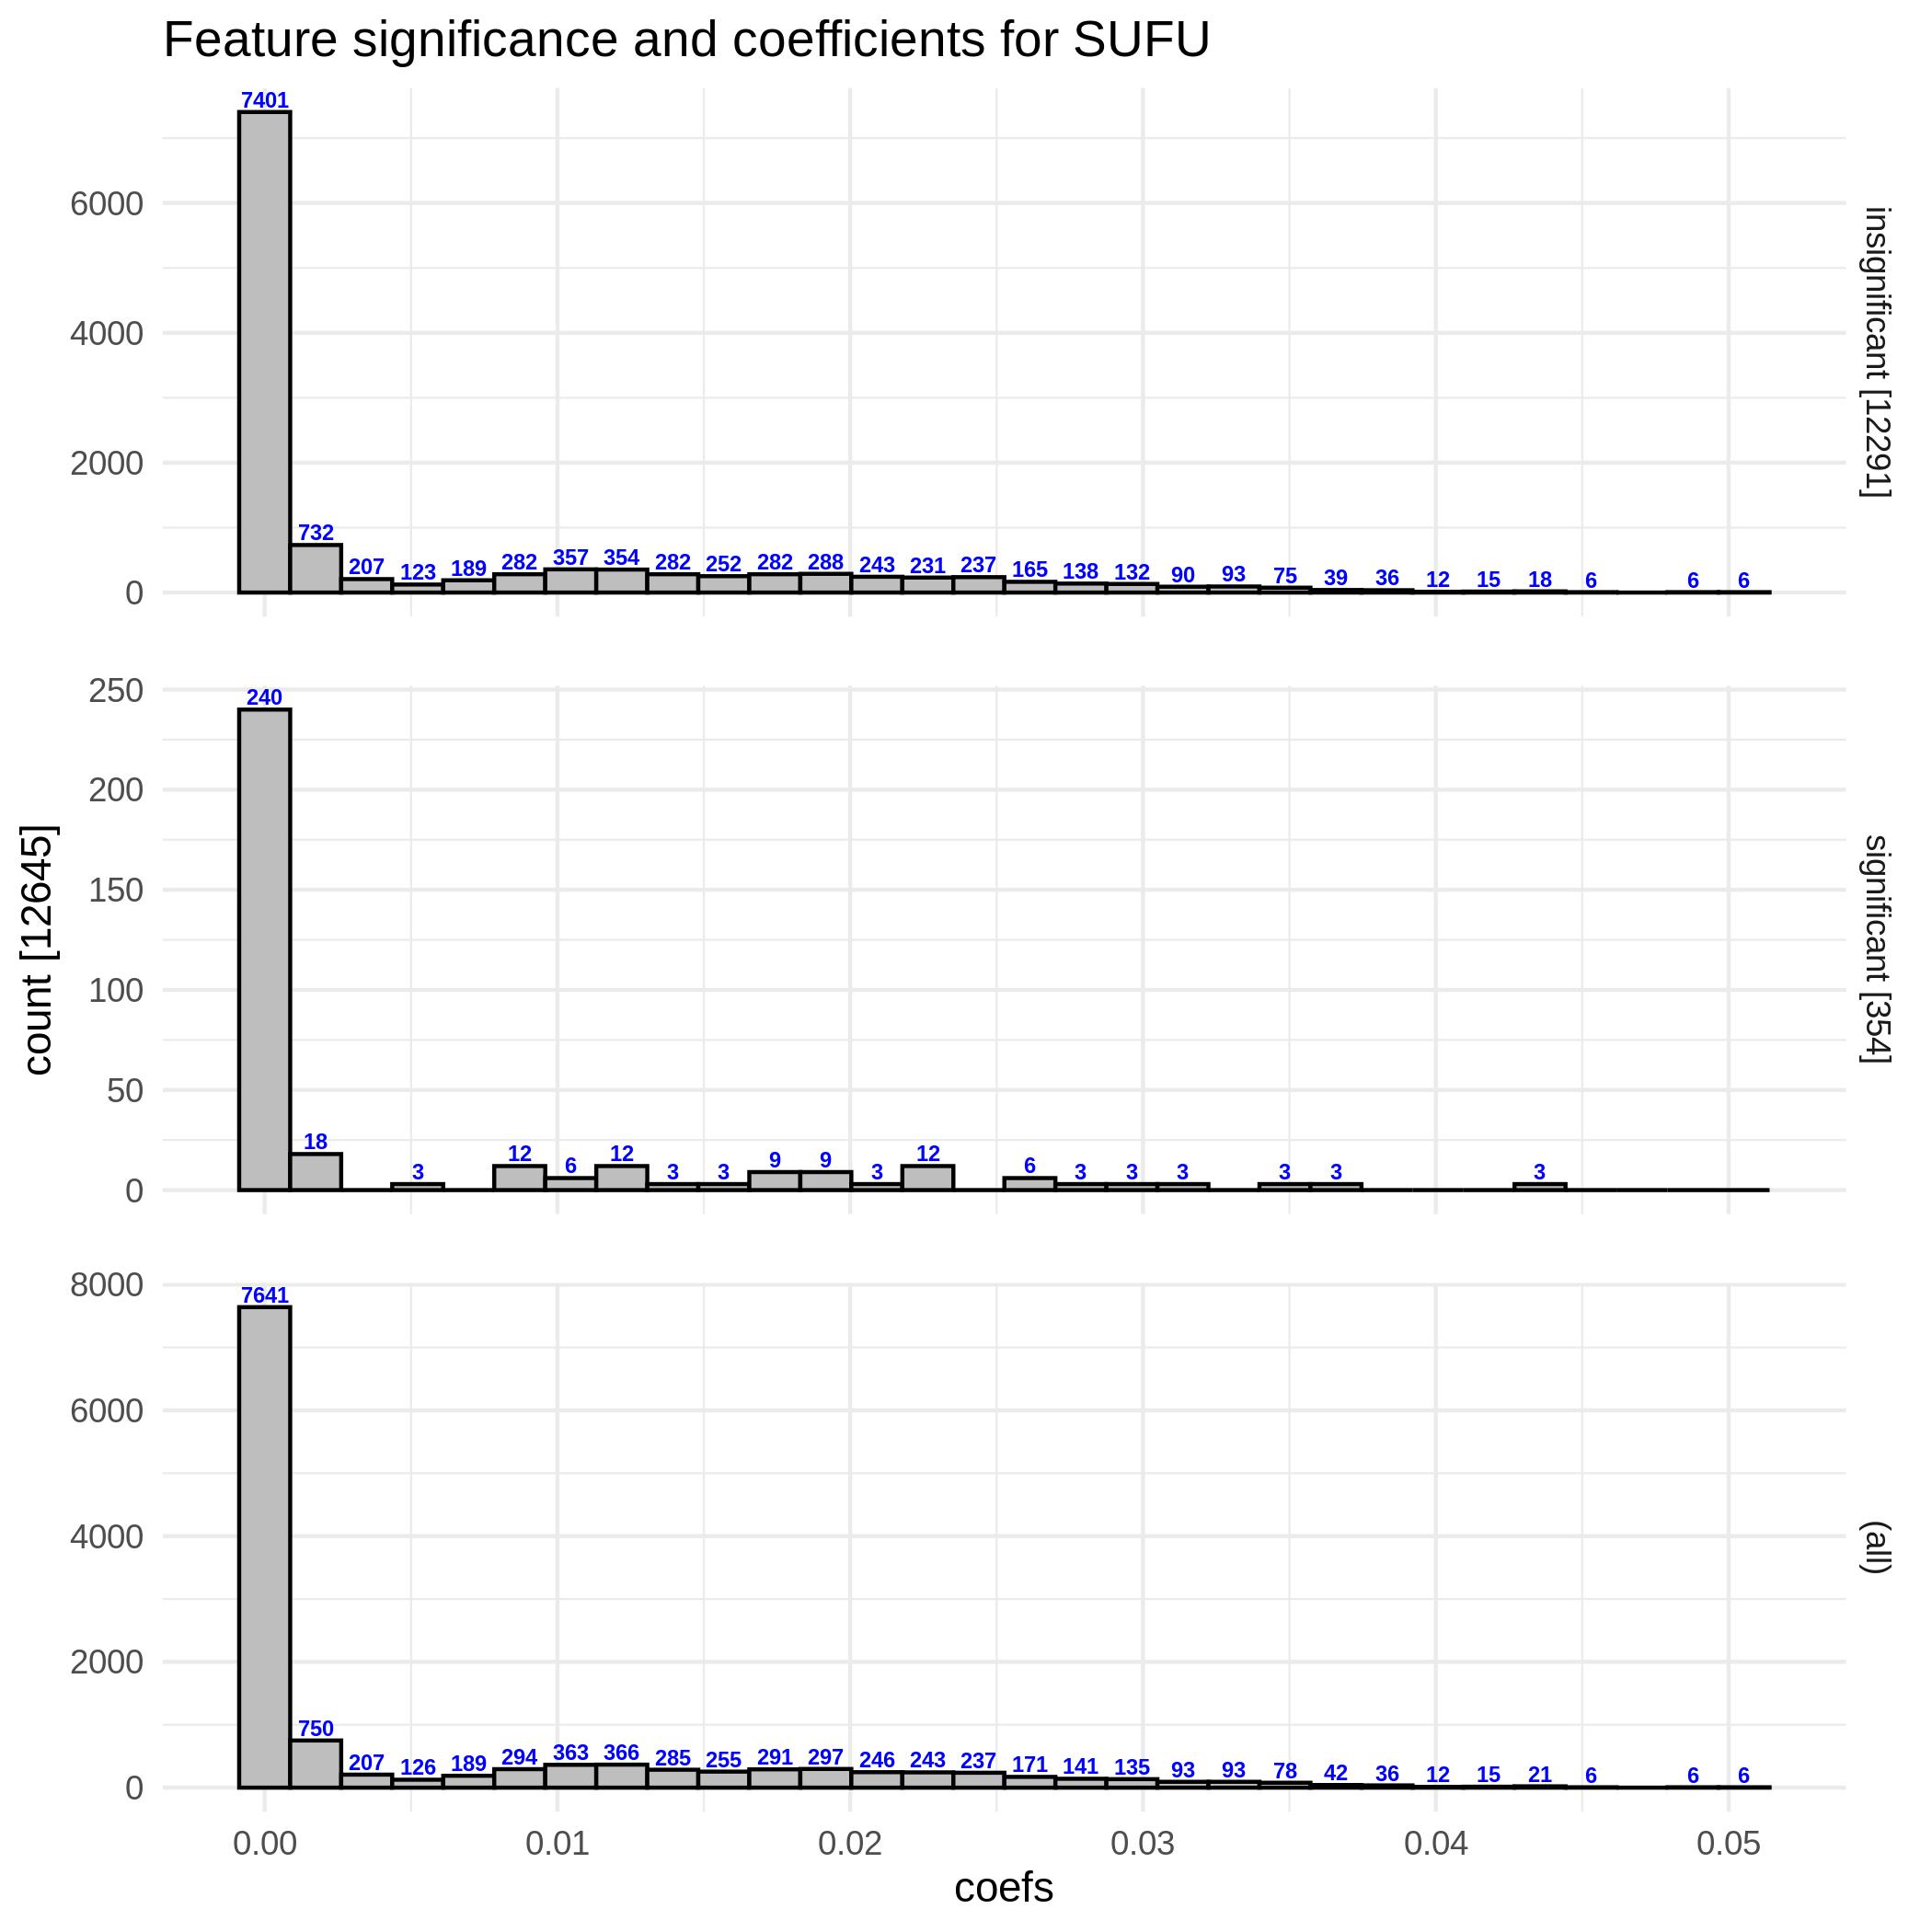 Feature significance and coefficients for SUFU
7401
6000
4000
2000
732 207 123 189 282 357 354 282 252 282 288 243 231 237 165 138 132 90 93 75 39 36 12 15 18 6 6 6
0
insignificant [12291]
250
240
200
150
100
50
18 3 12 6 12 3 3 9 9 3 12 6 3 3 3 3 3 3
0
significant [354]
count [12645]
8000
7641
6000
4000
2000
750 207 126 189 294 363 366 285 255 291 297 246 243 237 171 141 135 93 93 78 42 36 12 15 21 6 6 6
0
(all)
0.00 0.01 0.02 0.03 0.04 0.05
coefs